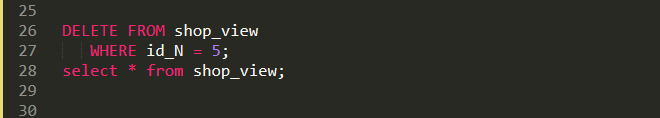 25
26 DELETE FROM shop_view
27    WHERE id_N = 5;
28 select * from shop_view;
29
30